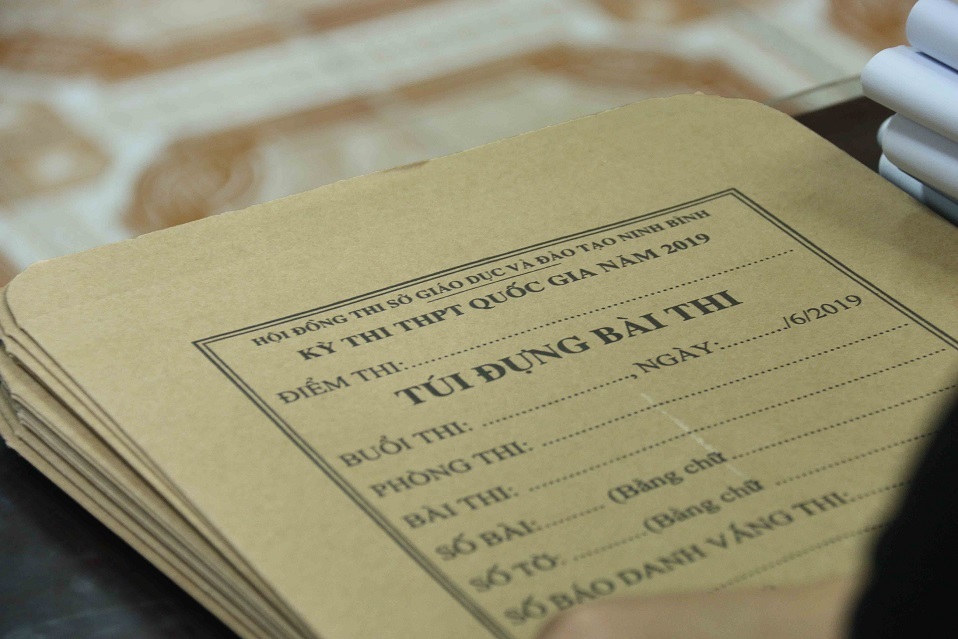 HỘI ĐỒNG THI SỞ GIÁO DỤC VÀ ĐÀO TẠO NINH BÌNH
KỲ THI THPT QUỐC GIA NĂM 2019
ĐIỂM THI:
TÚI ĐỰNG BÀI THI
BUỔI THI: , NGÀY /6/2019
PHÒNG THI:
BÀI THI:
SỐ BÀI: (Bằng chữ
SỐ TỜ: (Bằng chữ
SỐ BÁO DANH VẮNG THI: